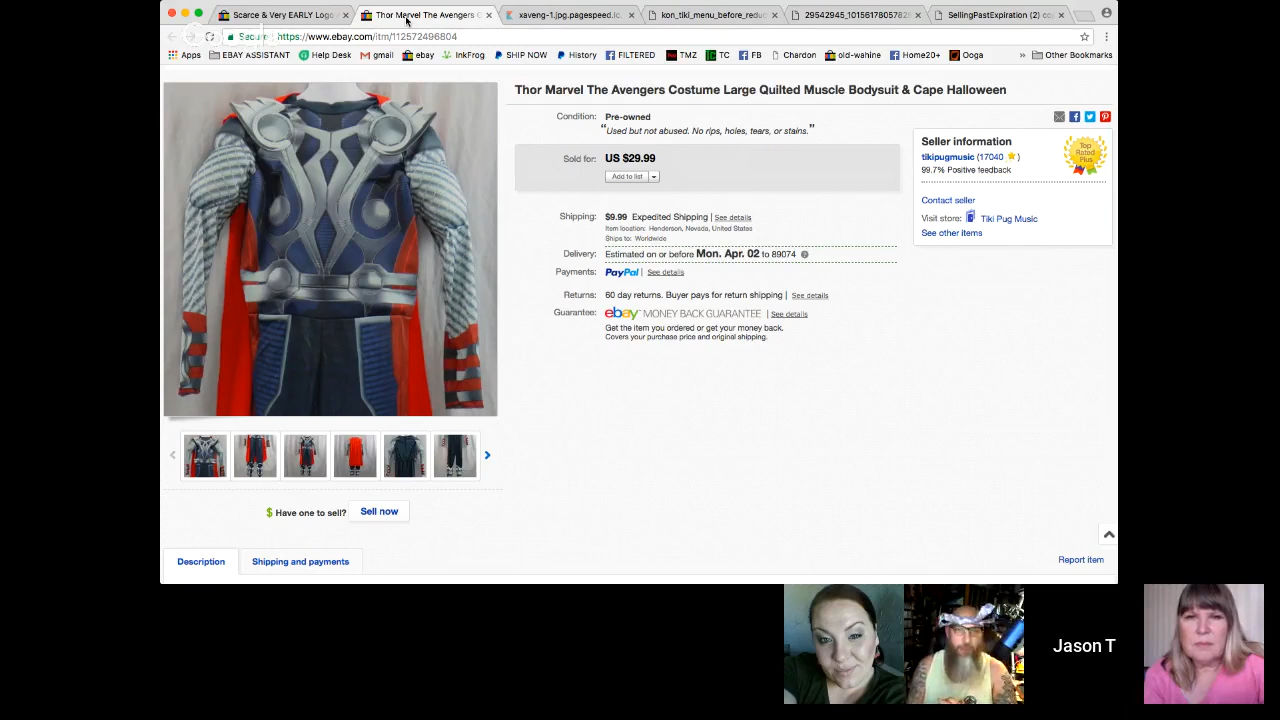 Scarce & Very EARLY Logo
Thor Marvel The Avengers C
xaveng-1.jpg.pagespeed.ic.
kon_tiki_menu_before_redu
29542945_1015617805782
SellingPastExpiration (2) co
Secure
https://www.ebay.com/itm/112572496804
Apps
EBAY ASSISTANT
Help Desk
gmail
ebay
InkFrog
SHIP NOW
History
FILTERED
TMZ
TC
FB
Chardon
old-wahine
Home20+
Ooga
»
Other Bookmarks
Thor Marvel The Avengers Costume Large Quilted Muscle Bodysuit & Cape Halloween
Condition: Pre-owned
"Used but not abused. No rips, holes, tears, or stains."
Sold for: US $29.99
Add to list
Shipping: $9.99 Expedited Shipping | See details
Item location: Henderson, Nevada, United States
Ships to: Worldwide
Delivery: Estimated on or before Mon. Apr. 02 to 89074
Payments: PayPal | See details
Returns: 60 day returns. Buyer pays for return shipping | See details
Guarantee: ebay MONEY BACK GUARANTEE | See details
Get the item you ordered or get your money back.
Covers your purchase price and original shipping.
Seller information
tikipugmusic (17040 )
99.7% Positive feedback
Top
Rated
Plus
Contact seller
Visit store: Tiki Pug Music
See other items
$ Have one to sell? Sell now
Description
Shipping and payments
Report item
Jason T